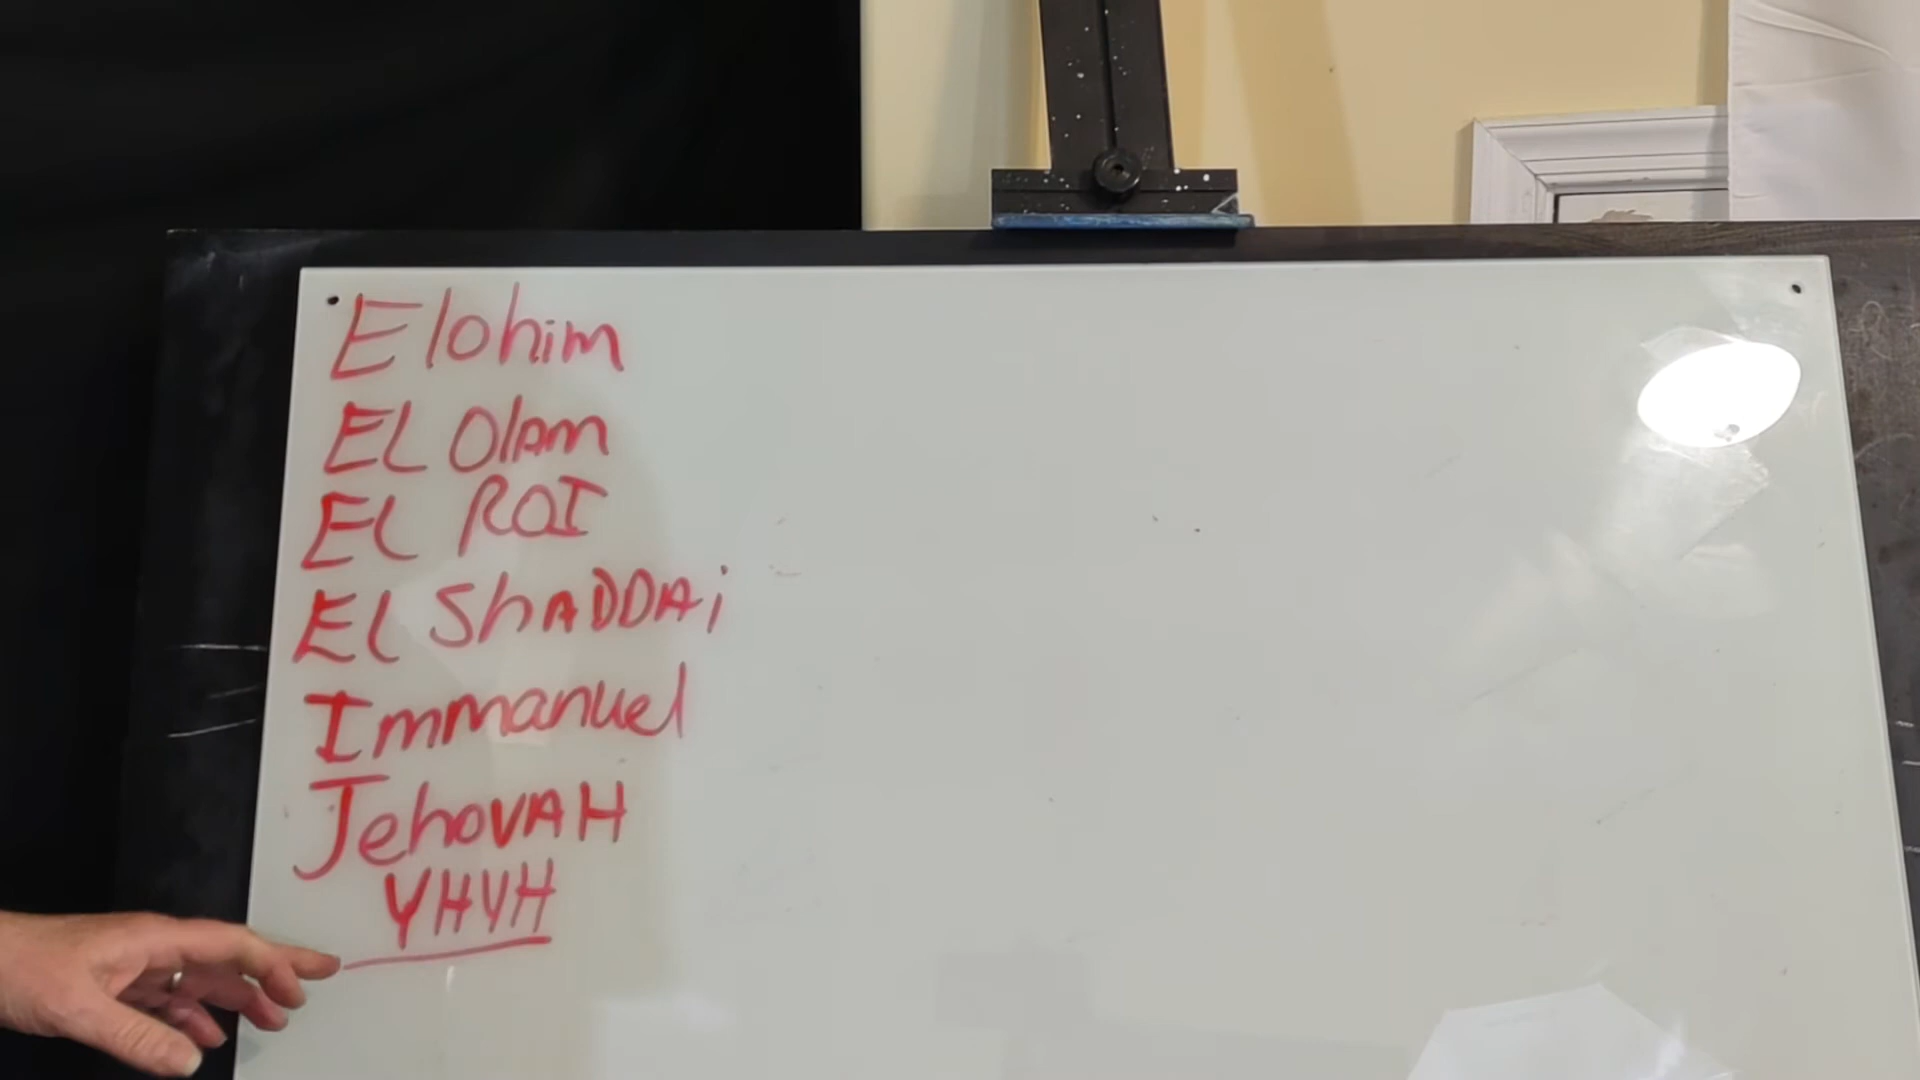 Elohim
EL Olam
EL ROI
El ShADDAi
Immanuel
JehovAH
YHVH